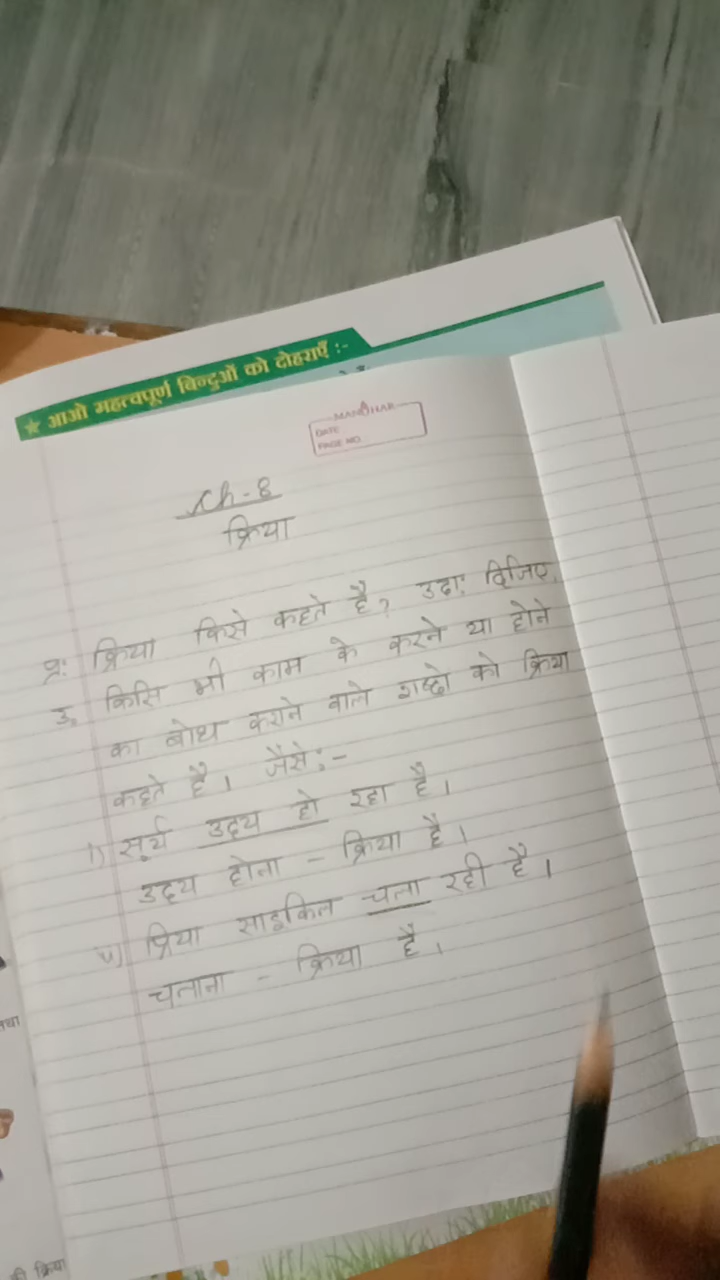 ★ आओ महत्वपूर्ण बिन्दुओं को दोहराएँ :-
MANOHAR
DATE
PAGE NO.
Ch-8
क्रिया
प्र: क्रिया किसे कहते है? उदा. दिजिए
उ. किसि भी काम के करने या होने
का बोध कराने वाले शब्दो को क्रिया
कहते है। जैसे:-
i) सूर्य उदय हो रहा है।
उदय होना - क्रिया है।
ii) प्रिया साइकिल चला रही है।
चलाना - क्रिया है।
की क्रिया